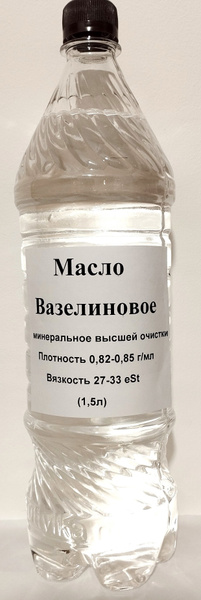 Масло
Вазелиновое
минеральное высшей очистки
Плотность 0,82-0,85 г/мл
Вязкость 27-33 eSt
(1,5л)